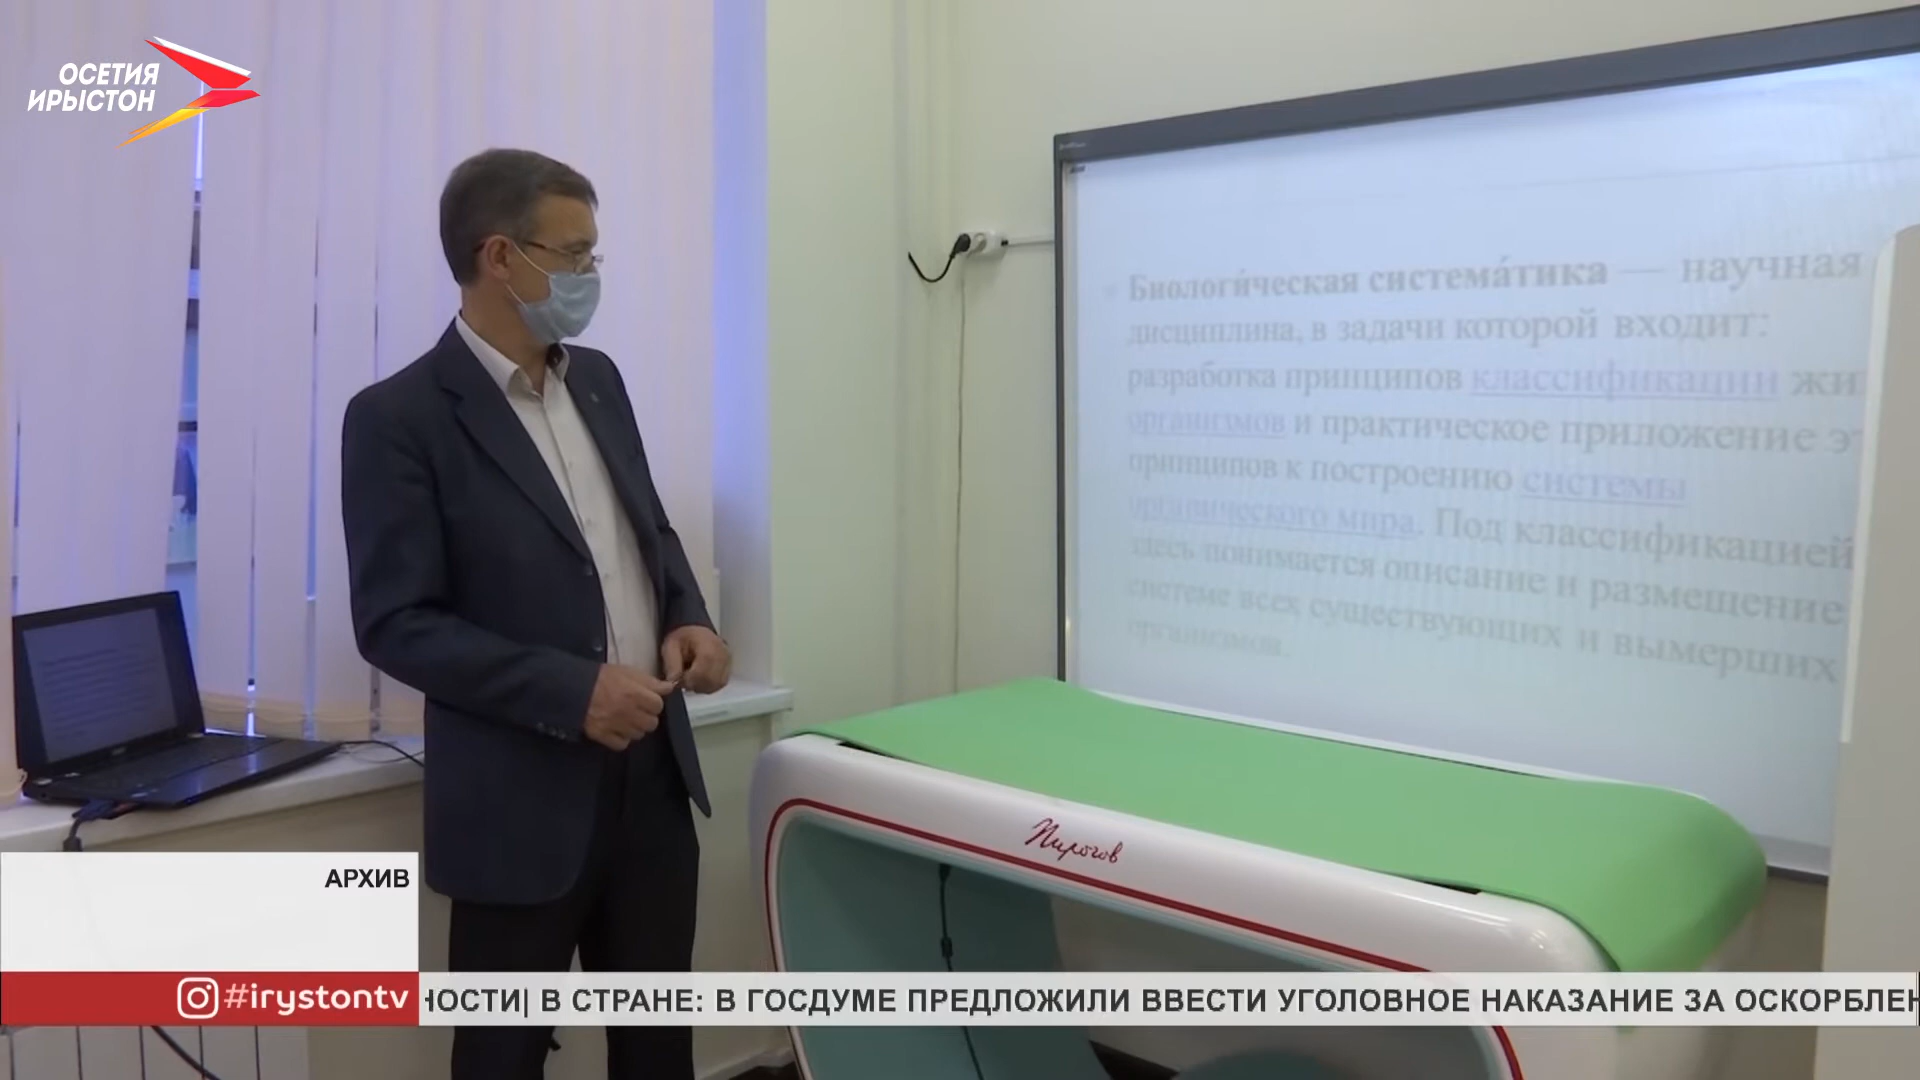 ОСЕТИЯ
ИРЫСТОН
Биологи́ческая система́тика — научная
дисциплина, в задачи которой входит:
разработка принципов классификации жи
организмов и практическое приложение эт
принципов к построению системы
органического мира. Под классификацией
здесь понимается описание и размещение
системе всех существующих и вымерших
организмов.
Пирогов
АРХИВ
#irystontv
НОСТИ| В СТРАНЕ: В ГОСДУМЕ ПРЕДЛОЖИЛИ ВВЕСТИ УГОЛОВНОЕ НАКАЗАНИЕ ЗА ОСКОРБЛЕН